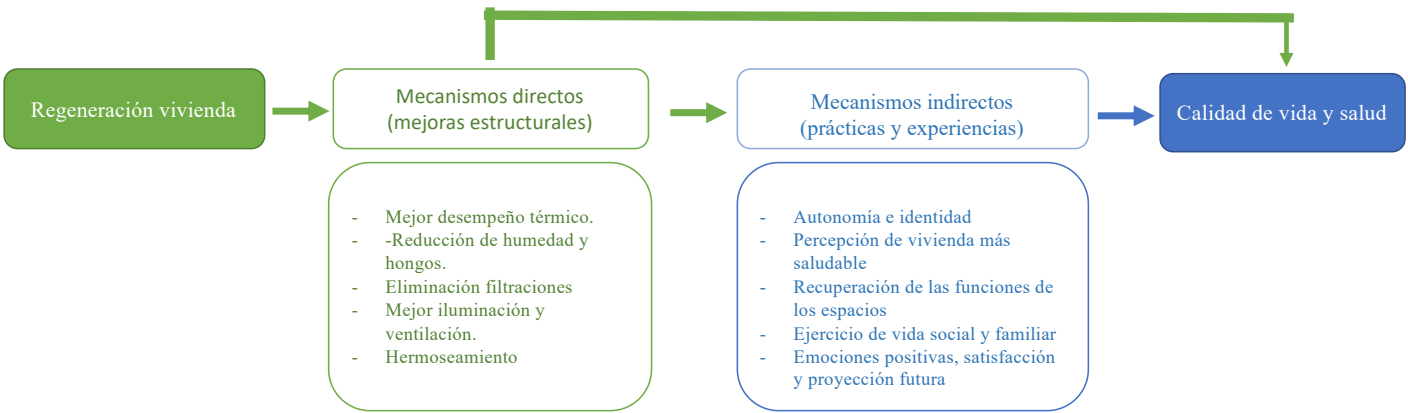 Regeneración vivienda
Mecanismos directos
(mejoras estructurales)
Mecanismos indirectos
(prácticas y experiencias)
Calidad de vida y salud
- Mejor desempeño térmico.
- -Reducción de humedad y
hongos.
- Eliminación filtraciones
- Mejor iluminación y
ventilación.
- Hermoseamiento
- Autonomía e identidad
- Percepción de vivienda más
saludable
- Recuperación de las funciones de
los espacios
- Ejercicio de vida social y familiar
- Emociones positivas, satisfacción
y proyección futura